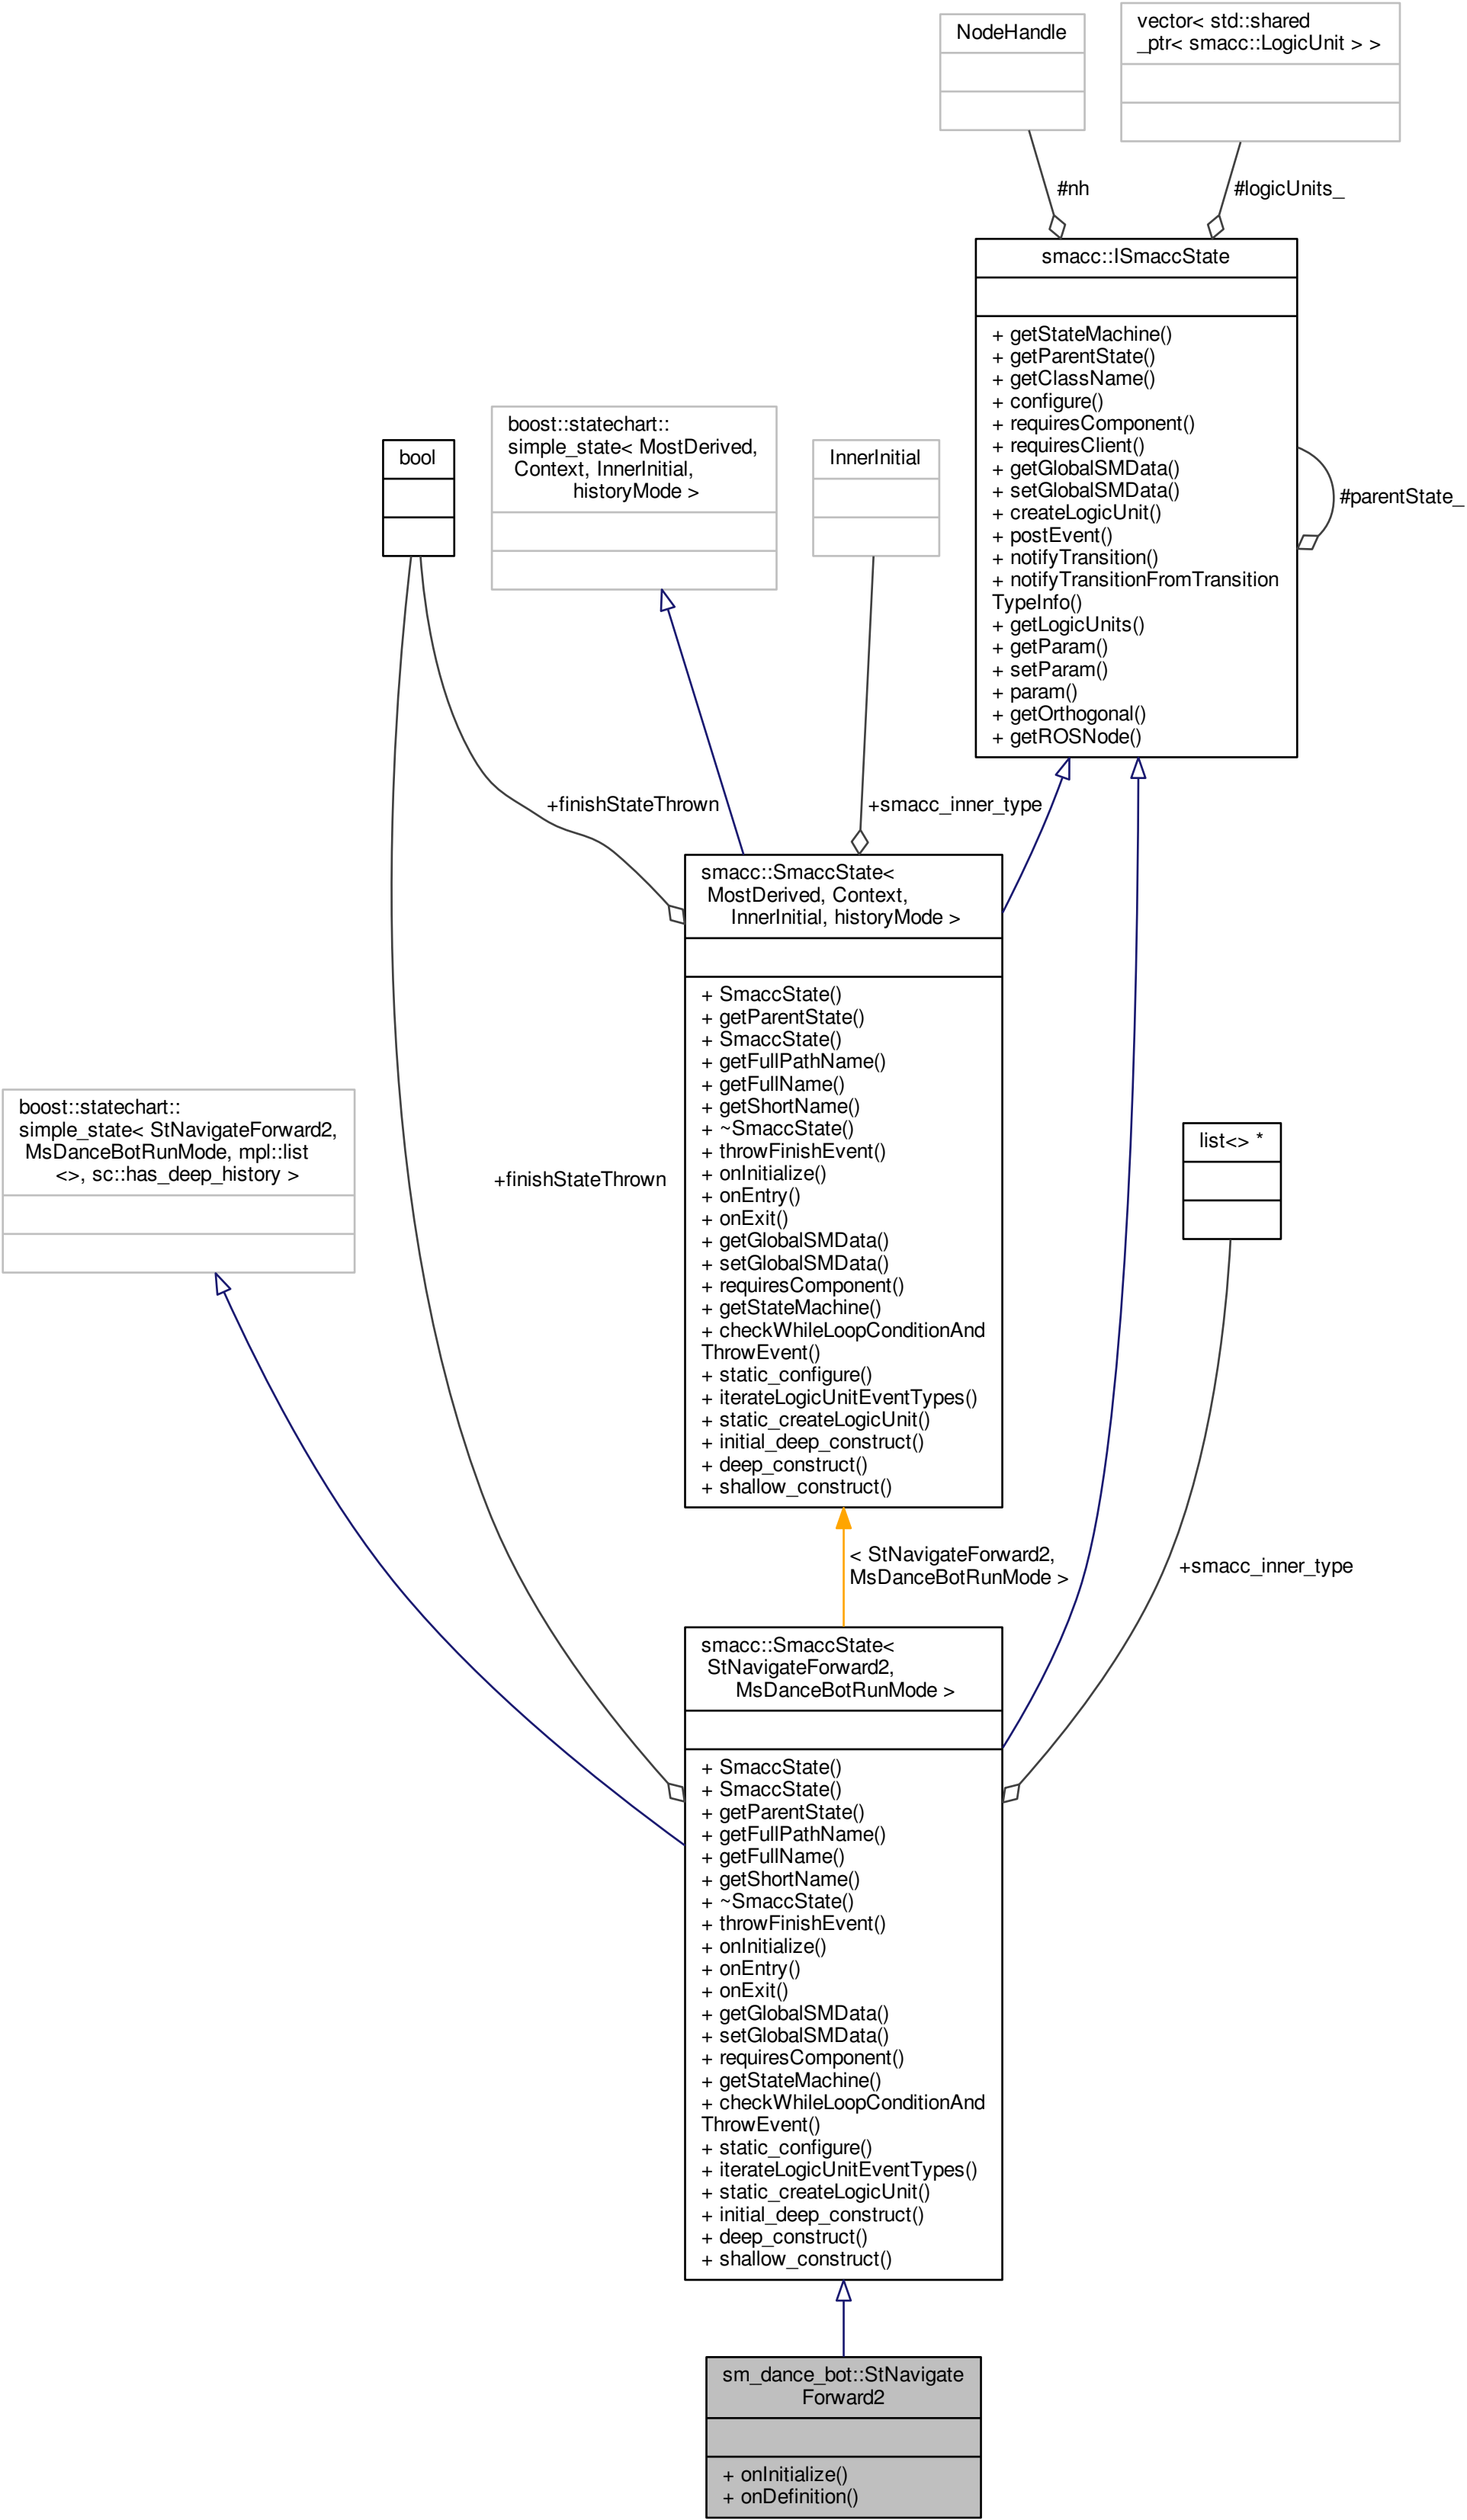 NodeHandle
vector< std::shared
_ptr< smacc::LogicUnit > >
#nh
#logicUnits_
smacc::ISmaccState
+ getStateMachine()
+ getParentState()
+ getClassName()
+ configure()
+ requiresComponent()
+ requiresClient()
+ getGlobalSMData()
+ setGlobalSMData()
+ createLogicUnit()
+ postEvent()
+ notifyTransition()
+ notifyTransitionFromTransition
TypeInfo()
+ getLogicUnits()
+ getParam()
+ setParam()
+ param()
+ getOrthogonal()
+ getROSNode()
#parentState_
bool
boost::statechart::
simple_state< MostDerived,
Context, InnerInitial,
historyMode >
InnerInitial
+finishStateThrown
+smacc_inner_type
smacc::SmaccState<
MostDerived, Context,
InnerInitial, historyMode >
+ SmaccState()
+ getParentState()
+ SmaccState()
+ getFullPathName()
+ getFullName()
+ getShortName()
+ ~SmaccState()
+ throwFinishEvent()
+ onInitialize()
+ onEntry()
+ onExit()
+ getGlobalSMData()
+ setGlobalSMData()
+ requiresComponent()
+ getStateMachine()
+ checkWhileLoopConditionAnd
ThrowEvent()
+ static_configure()
+ iterateLogicUnitEventTypes()
+ static_createLogicUnit()
+ initial_deep_construct()
+ deep_construct()
+ shallow_construct()
boost::statechart::
simple_state< StNavigateForward2,
MsDanceBotRunMode, mpl::list
<>, sc::has_deep_history >
+finishStateThrown
list<> *
< StNavigateForward2,
MsDanceBotRunMode >
+smacc_inner_type
smacc::SmaccState<
StNavigateForward2,
MsDanceBotRunMode >
+ SmaccState()
+ SmaccState()
+ getParentState()
+ getFullPathName()
+ getFullName()
+ getShortName()
+ ~SmaccState()
+ throwFinishEvent()
+ onInitialize()
+ onEntry()
+ onExit()
+ getGlobalSMData()
+ setGlobalSMData()
+ requiresComponent()
+ getStateMachine()
+ checkWhileLoopConditionAnd
ThrowEvent()
+ static_configure()
+ iterateLogicUnitEventTypes()
+ static_createLogicUnit()
+ initial_deep_construct()
+ deep_construct()
+ shallow_construct()
sm_dance_bot::StNavigate
Forward2
+ onInitialize()
+ onDefinition()